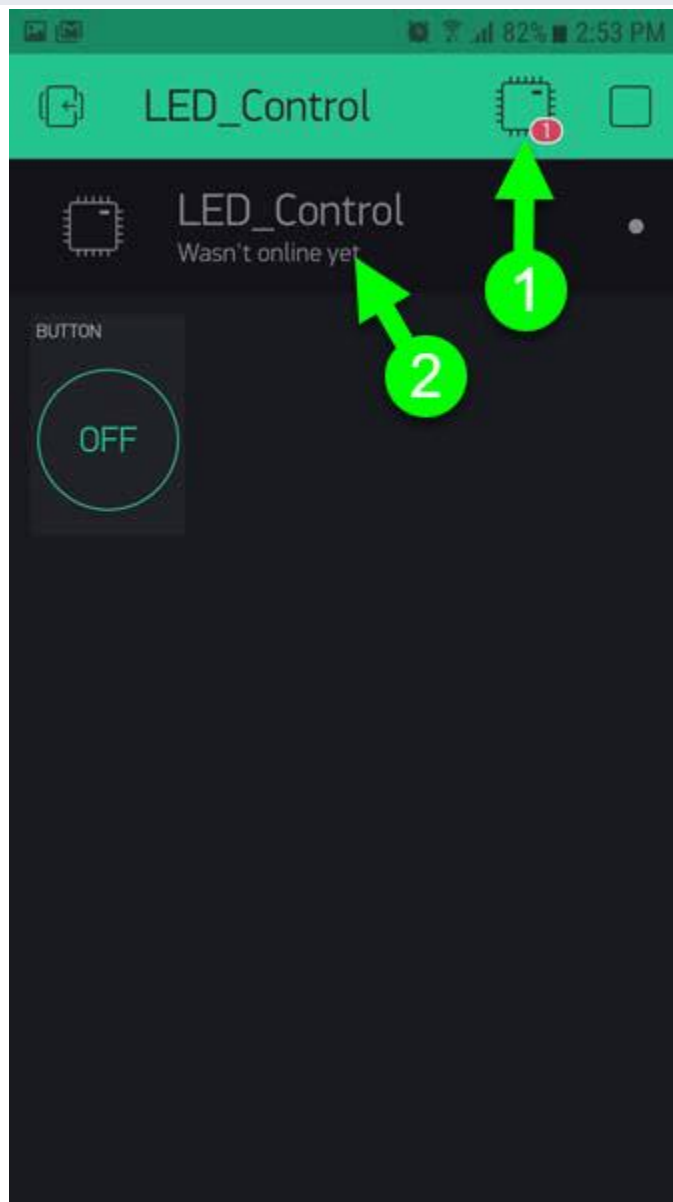 82% 2:53 PM
LED_Control
1
LED_Control
Wasn't online yet
1
BUTTON
2
OFF